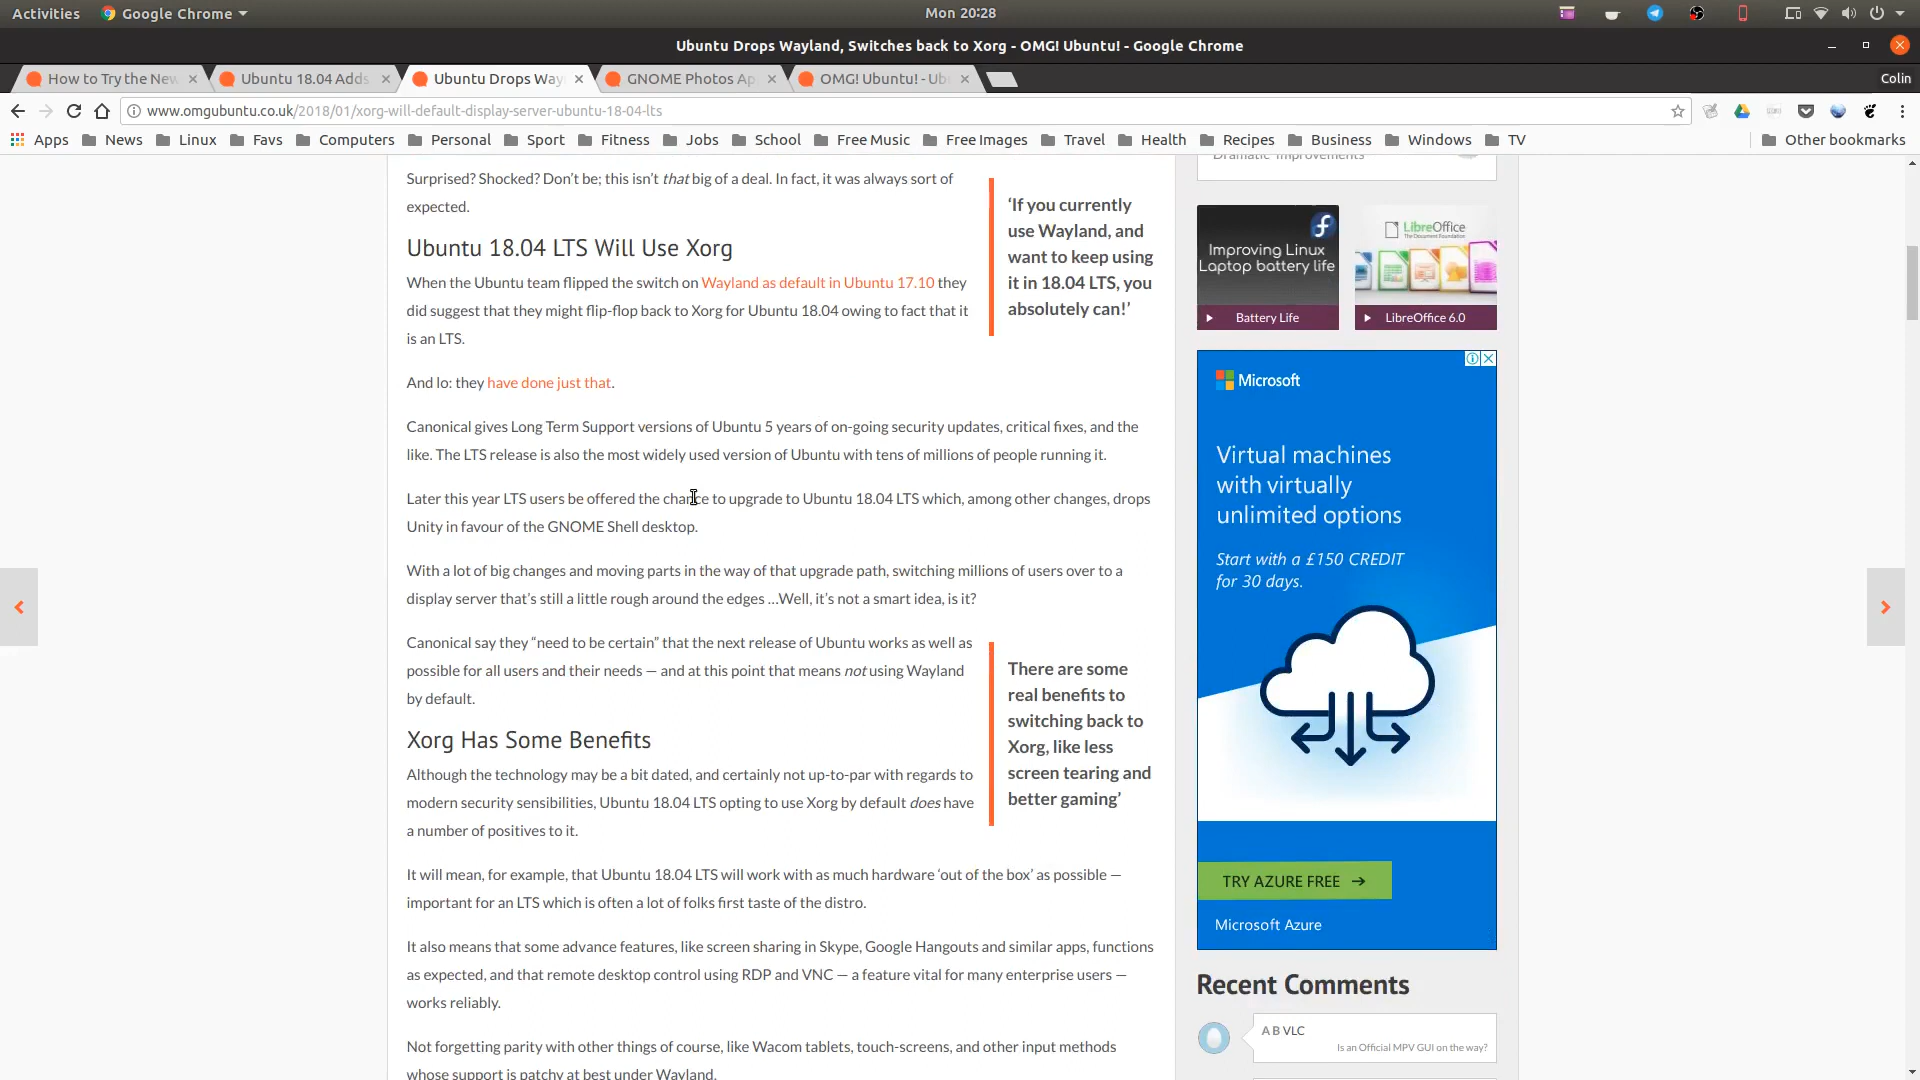 Activities Google Chrome Mon 20:28
Ubuntu Drops Wayland, Switches back to Xorg - OMG! Ubuntu! - Google Chrome
How to Try the New Ubuntu 18.04 Adds Ubuntu Drops Way GNOME Photos Ap OMG! Ubuntu! - Ub Colin
www.omgubuntu.co.uk/2018/01/xorg-will-default-display-server-ubuntu-18-04-lts
Apps News Linux Favs Computers Personal Sport Fitness Jobs School Free Music Free Images Travel Health Recipes Business Windows TV Other bookmarks
Surprised? Shocked? Don't be; this isn't that big of a deal. In fact, it was always sort of
expected.
Ubuntu 18.04 LTS Will Use Xorg
When the Ubuntu team flipped the switch on Wayland as default in Ubuntu 17.10 they
did suggest that they might flip-flop back to Xorg for Ubuntu 18.04 owing to fact that it
is an LTS.
‘If you currently
use Wayland, and
want to keep using
it in 18.04 LTS, you
absolutely can!’
And lo: they have done just that.
Canonical gives Long Term Support versions of Ubuntu 5 years of on-going security updates, critical fixes, and the
like. The LTS release is also the most widely used version of Ubuntu with tens of millions of people running it.
Later this year LTS users be offered the chance to upgrade to Ubuntu 18.04 LTS which, among other changes, drops
Unity in favour of the GNOME Shell desktop.
With a lot of big changes and moving parts in the way of that upgrade path, switching millions of users over to a
display server that’s still a little rough around the edges …Well, it’s not a smart idea, is it?
Canonical say they “need to be certain” that the next release of Ubuntu works as well as
possible for all users and their needs — and at this point that means not using Wayland
by default.
There are some
real benefits to
switching back to
Xorg, like less
screen tearing and
better gaming’
Xorg Has Some Benefits
Although the technology may be a bit dated, and certainly not up-to-par with regards to
modern security sensibilities, Ubuntu 18.04 LTS opting to use Xorg by default does have
a number of positives to it.
It will mean, for example, that Ubuntu 18.04 LTS will work with as much hardware ‘out of the box’ as possible —
important for an LTS which is often a lot of folks first taste of the distro.
It also means that some advance features, like screen sharing in Skype, Google Hangouts and similar apps, functions
as expected, and that remote desktop control using RDP and VNC — a feature vital for many enterprise users —
works reliably.
Not forgetting parity with other things of course, like Wacom tablets, touch-screens, and other input methods
whose support is patchy at best under Wayland.
Dramatic Improvements
Improving Linux
Laptop battery life
Battery Life
LibreOffice
The Document Foundation
LibreOffice 6.0
Microsoft
Virtual machines
with virtually
unlimited options
Start with a £150 CREDIT
for 30 days.
TRY AZURE FREE →
Microsoft Azure
Recent Comments
A B VLC
Is an Official MPV GUI on the way?